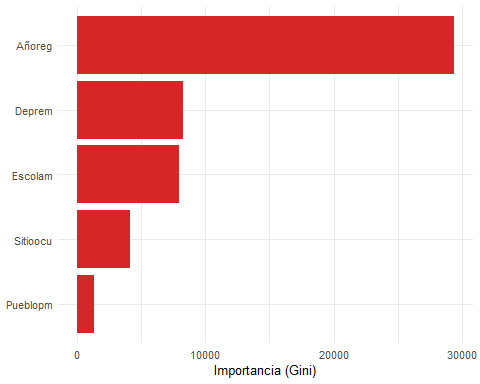 Añoreg
Deprem
Escolam
Sitioocu
Pueblopm
0 10000 20000 30000
Importancia (Gini)